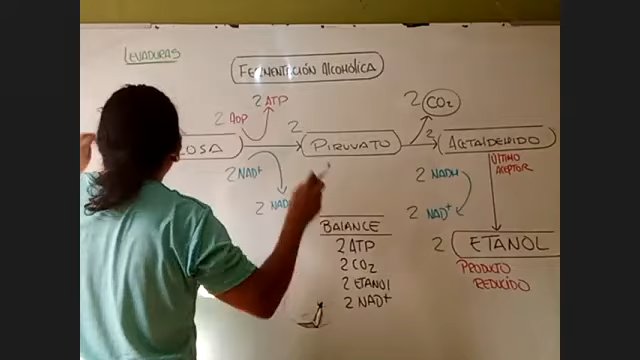 LEVADURAS
FERMENTACIÓN ALCOHÓLICA
2 ADP
2 ATP
2 CO2
LOSA
2 PIRUVATO
2 ACETALDEHIDO
2 NAD+
2 NADH
ÚLTIMO
ACEPTOR
2 NADH
2 NAD+
2 ETANOL
PRODUCTO
REDUCIDO
BALANCE
2 ATP
2 CO2
2 ETANOL
2 NAD+